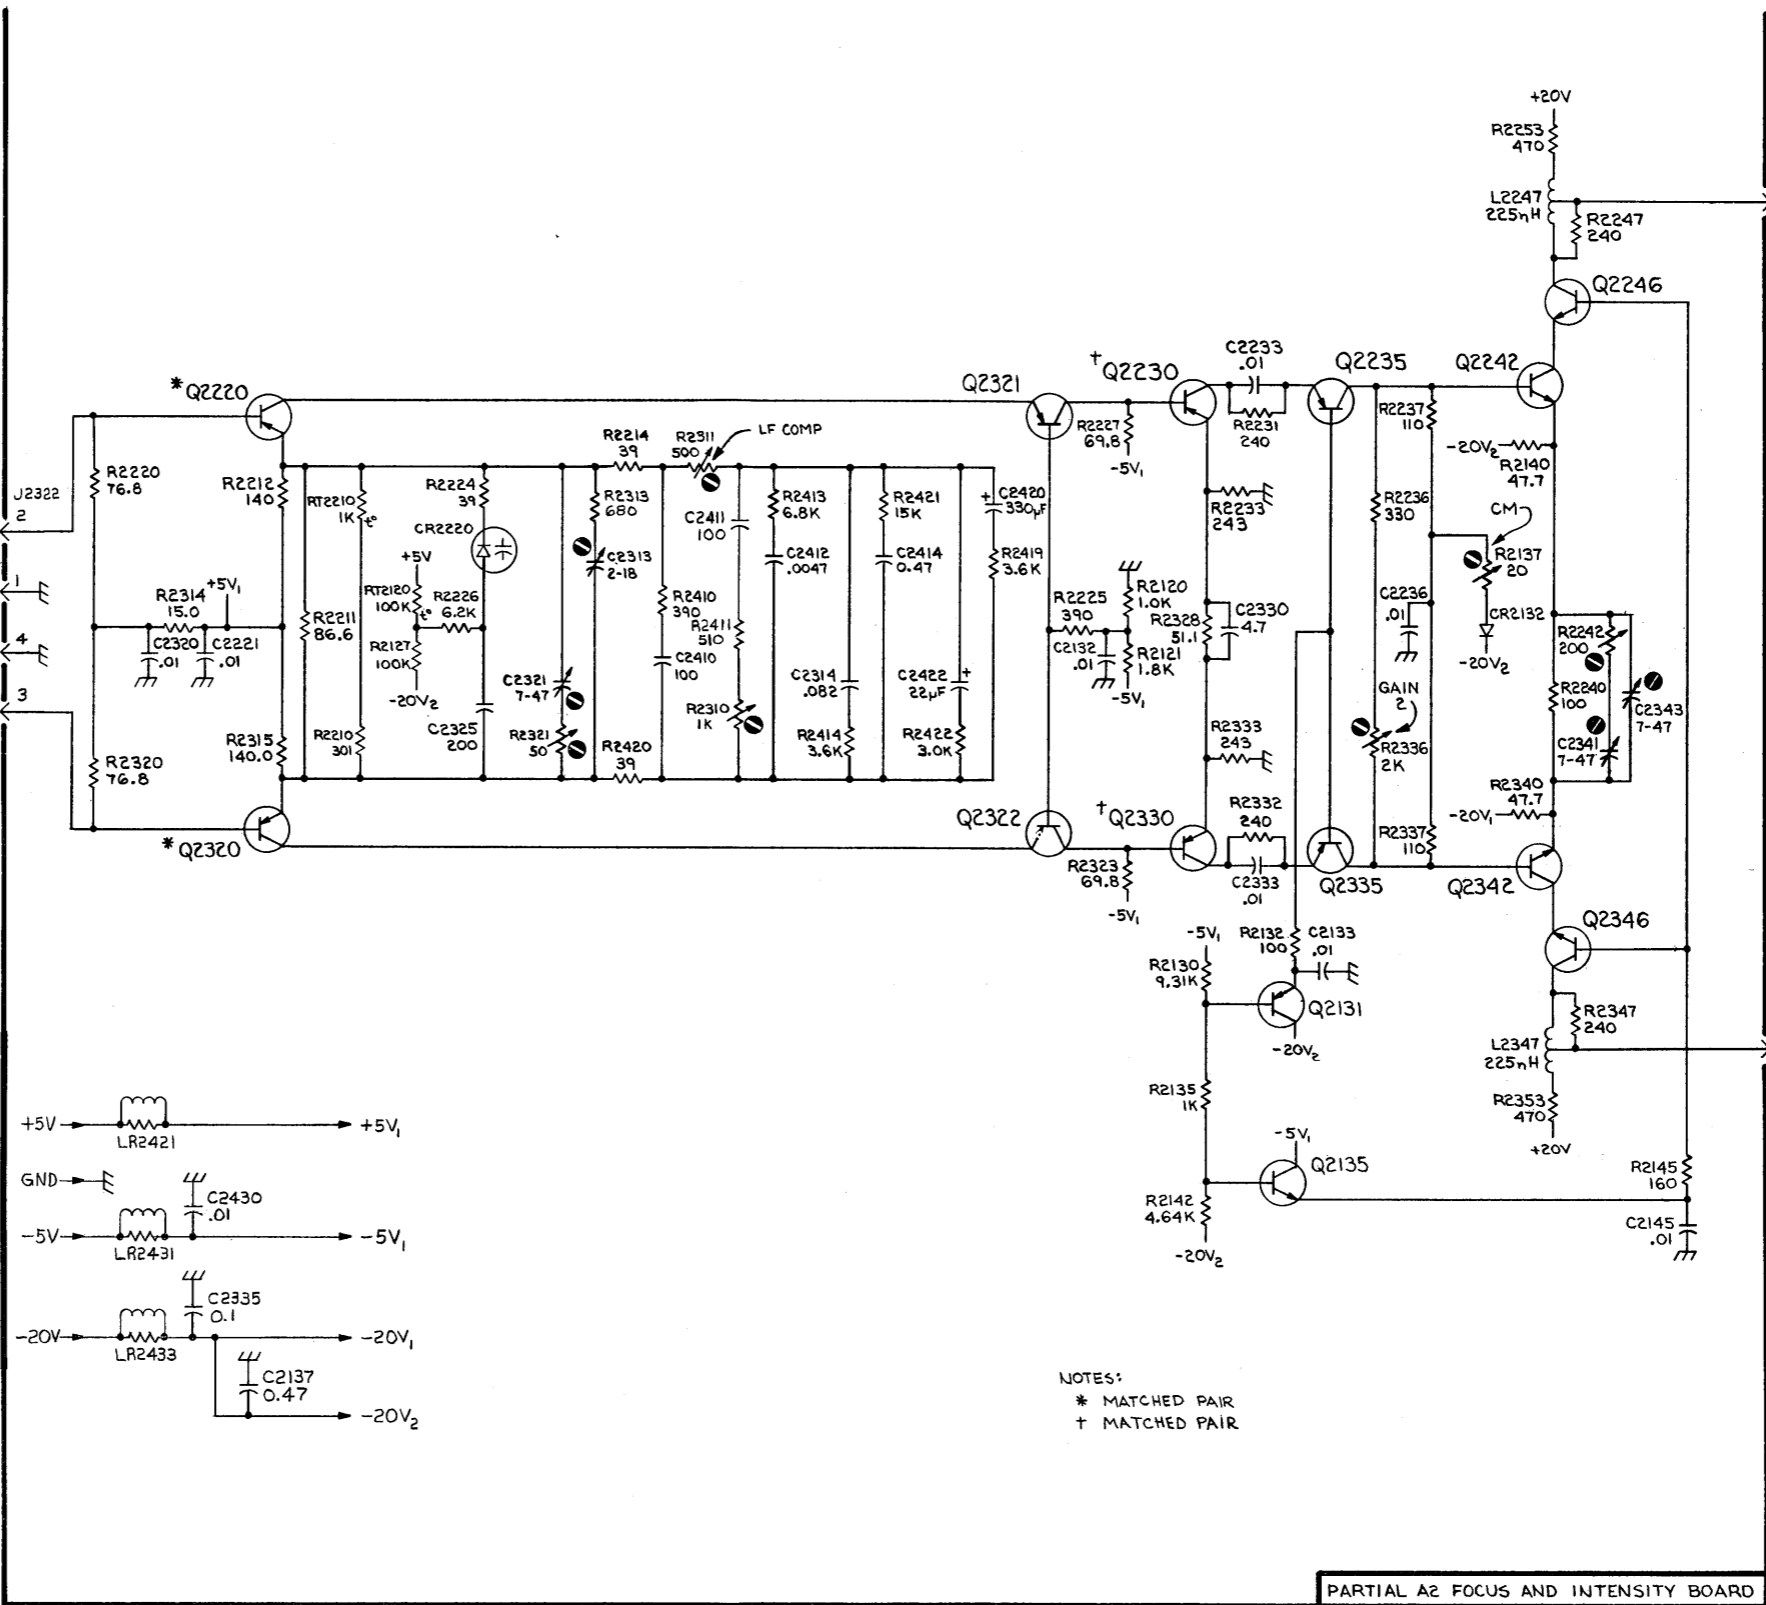 +20V
R2253
470
L2247
225nH
R2247
240
Q2246
*Q2220
Q2321
†Q2230
C2233
.01
R2231
240
Q2235
Q2242
R2227
69.8
-5V₁
R2237
110
-20V₂
R2140
47.7
J2322
2
1
4
3
R2220
76.8
R2212
140
RT2210
1K
t°
R2224
39
CR2220
R2214
39
R2311
500
LF COMP
R2313
680
C2313
2-18
C2411
100
R2413
6.8K
C2412
.0047
R2421
15K
C2414
0.47
+
C2420
330µF
R2419
3.6K
R2233
243
R2236
330
CM
R2137
20
CR2132
-20V₂
+5V
RT2120
100K
t°
R2226
6.2K
R2127
100K
-20V₂
R2314
15.0
+5V₁
C2320
.01
C2221
.01
R2211
86.6
R2410
390
R2411
510
C2410
100
R2225
390
R2120
1.0K
C2132
.01
R2121
1.8K
-5V₁
R2328
51.1
C2330
4.7
C2236
.01
R2242
200
R2240
100
C2341
7-47
C2343
7-47
GAIN
2
R2336
2K
R2320
76.8
R2315
140.0
R2210
301
C2325
200
C2321
7-47
R2321
50
R2420
39
R2310
1K
C2314
.082
R2414
3.6K
C2422
22µF
+
R2422
3.0K
R2333
243
R2340
47.7
-20V₁
*Q2320
Q2322
†Q2330
R2332
240
C2333
.01
R2323
69.8
-5V₁
Q2335
R2337
110
Q2342
Q2346
-5V₁
R2130
9.31K
R2132
100
C2133
.01
Q2131
-20V₂
R2135
1K
R2347
240
L2347
225nH
R2353
470
+20V
-5V₁
Q2135
R2142
4.64K
-20V₂
R2145
160
C2145
.01
+5V
LR2421
+5V₁
GND
C2430
.01
-5V
LR2431
-5V₁
C2335
0.1
-20V
LR2433
-20V₁
C2137
0.47
-20V₂
NOTES:
* MATCHED PAIR
† MATCHED PAIR
PARTIAL A2 FOCUS AND INTENSITY BOARD